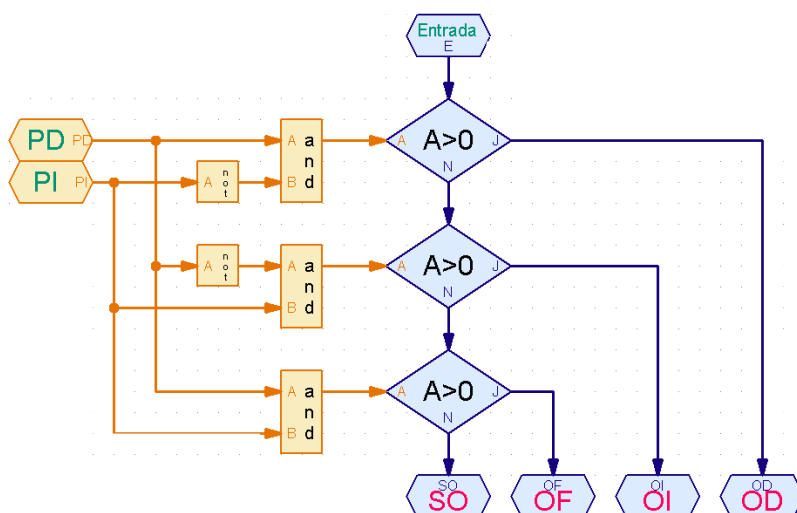 Entrada
E
PD PD
PI PI
A
B
and
A not
A A>0 J
N
A not
A
B
and
A A>0 J
N
A
B
and
A A>0 J
N
SO
SO
OF
OF
OI
OI
OD
OD